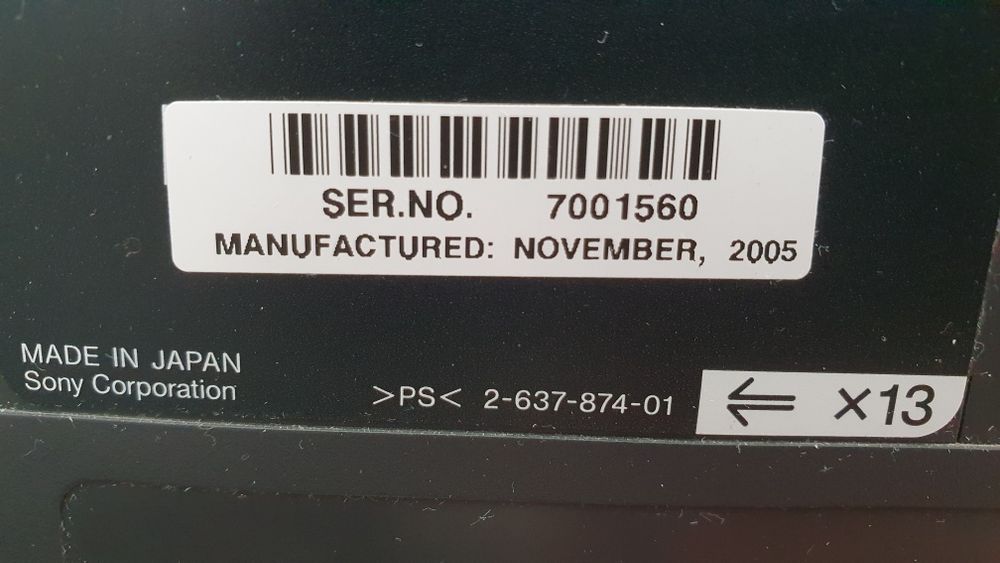 SER.NO. 7001560
MANUFACTURED: NOVEMBER, 2005
MADE IN JAPAN
Sony Corporation
>PS< 2-637-874-01
⇐ ×13